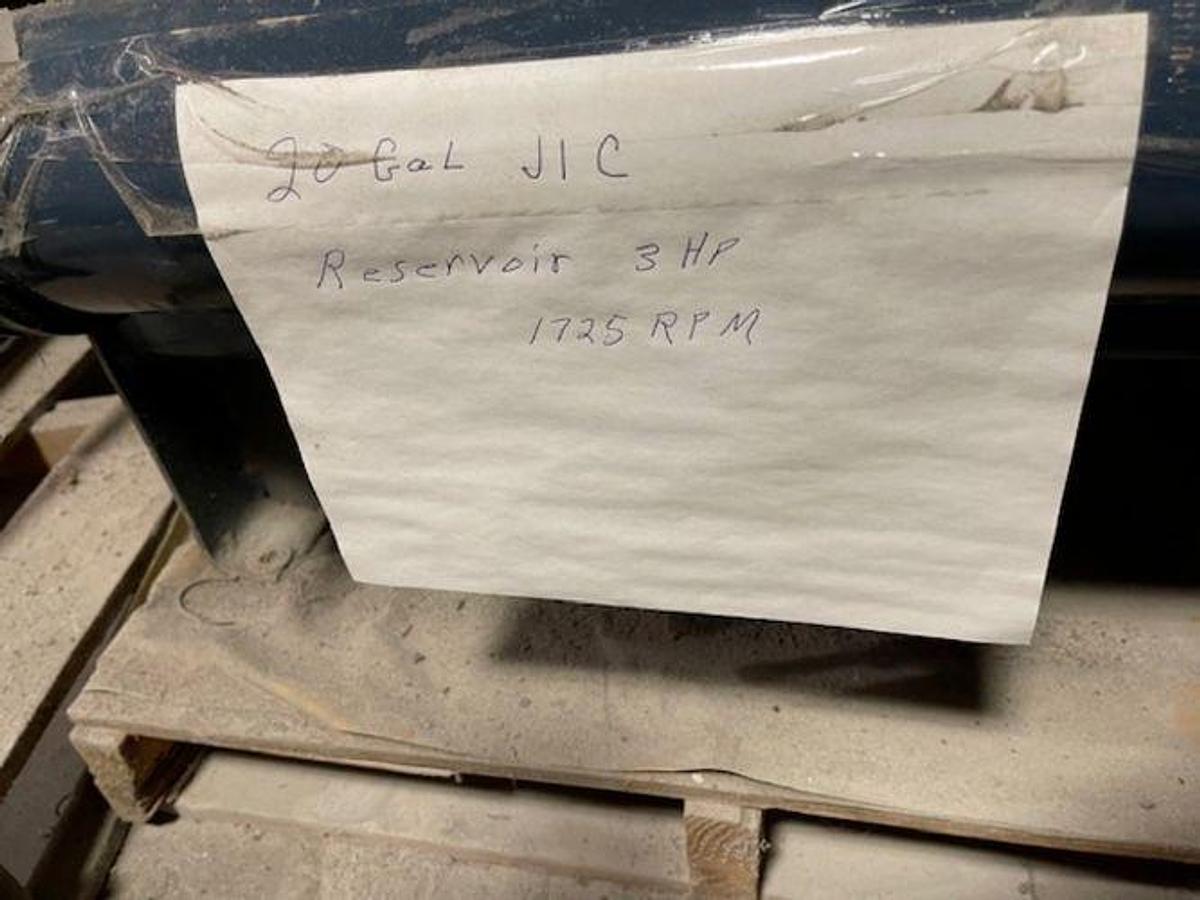 20 Gal JIC
Reservoir 3 HP
1725 RPM